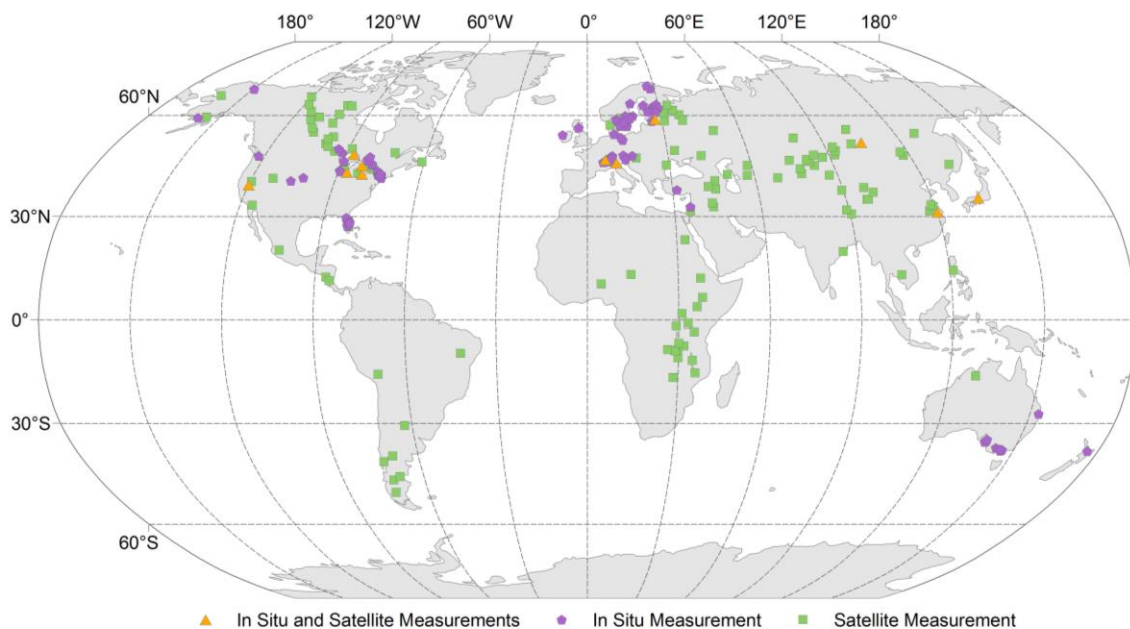 180° 120°W 60°W 0° 60°E 120°E 180°
60°N
30°N
0°
30°S
60°S
In Situ and Satellite Measurements In Situ Measurement Satellite Measurement